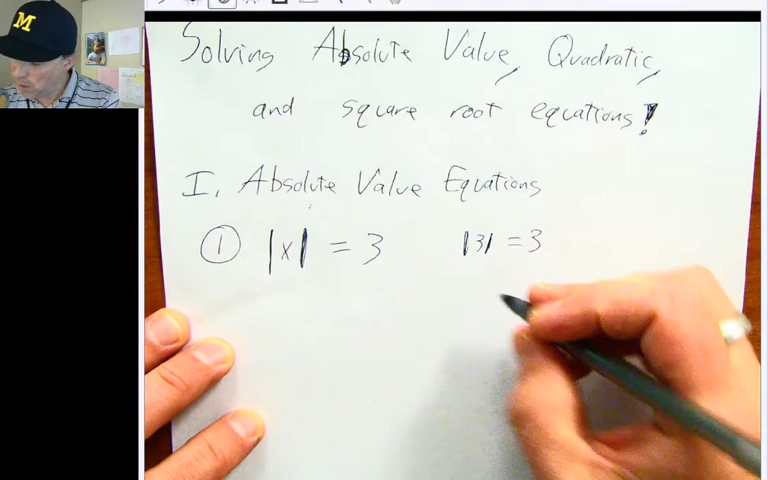 M
Solving Absolute Value, Quadratic,
and square root equations!
I. Absolute Value Equations
① |x| = 3 |3| = 3